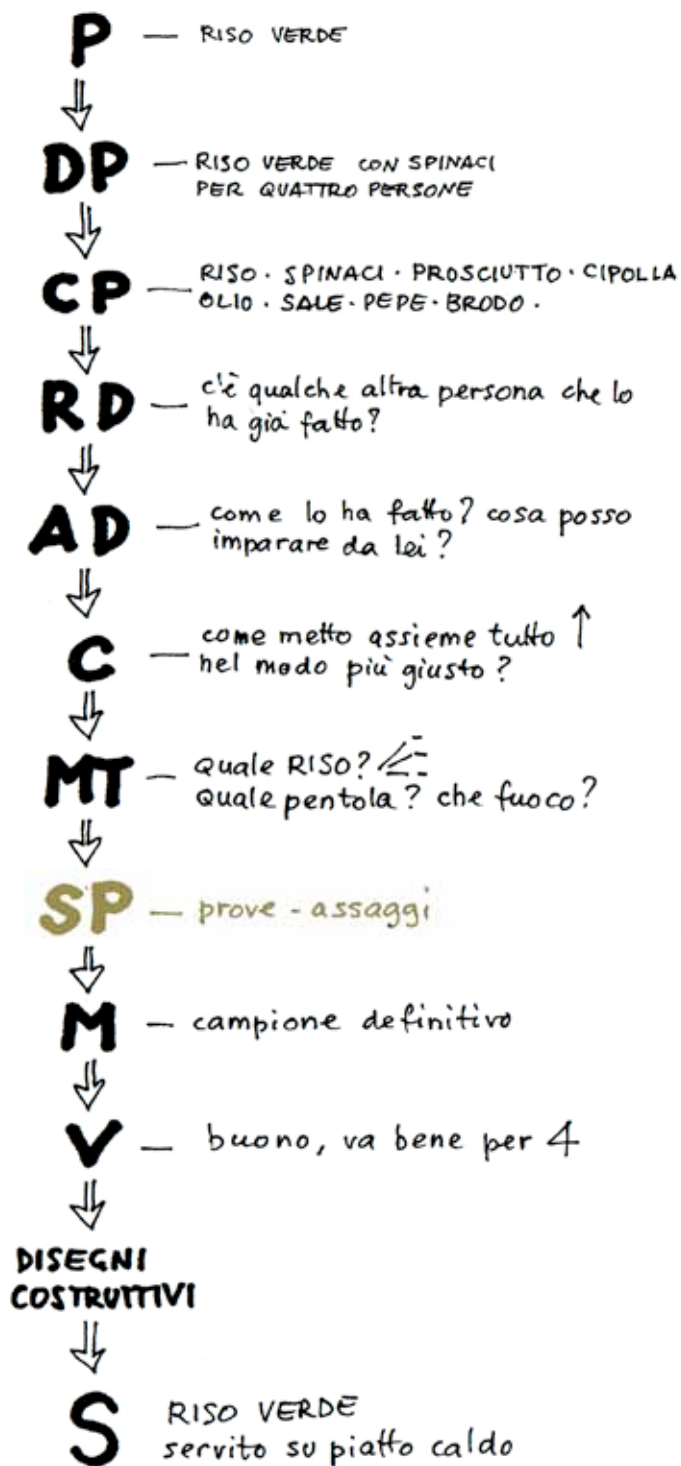 P — RISO VERDE
DP — RISO VERDE CON SPINACI
PER QUATTRO PERSONE
CP — RISO · SPINACI · PROSCIUTTO · CIPOLLA
OLIO · SALE · PEPE · BRODO ·
RD — c'è qualche altra persona che lo
ha già fatto?
AD — come lo ha fatto? cosa posso
imparare da lei?
C — come metto assieme tutto ↑
nel modo più giusto?
MT — Quale RISO?
Quale pentola? che fuoco?
SP — prove - assaggi
M — campione definitivo
V — buono, va bene per 4
DISEGNI
COSTRUTTIVI
S RISO VERDE
servito su piatto caldo